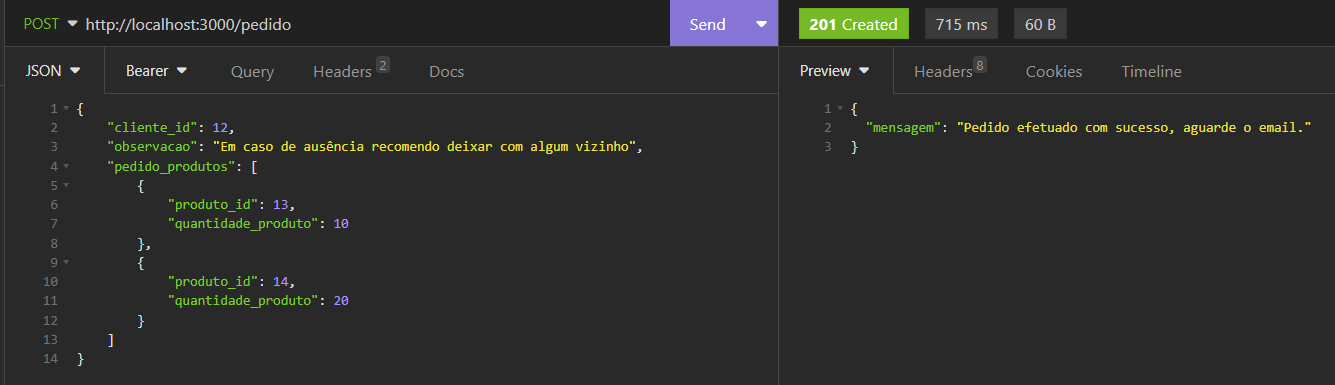 POST http://localhost:3000/pedido Send 201 Created 715 ms 60 B
JSON Bearer Query Headers 2 Docs Preview Headers 8 Cookies Timeline
1 {
2 "cliente_id": 12,
3 "observacao": "Em caso de ausência recomendo deixar com algum vizinho",
4 "pedido_produtos": [
5 {
6 "produto_id": 13,
7 "quantidade_produto": 10
8 },
9 {
10 "produto_id": 14,
11 "quantidade_produto": 20
12 }
13 ]
14 }
1 {
2 "mensagem": "Pedido efetuado com sucesso, aguarde o email."
3 }